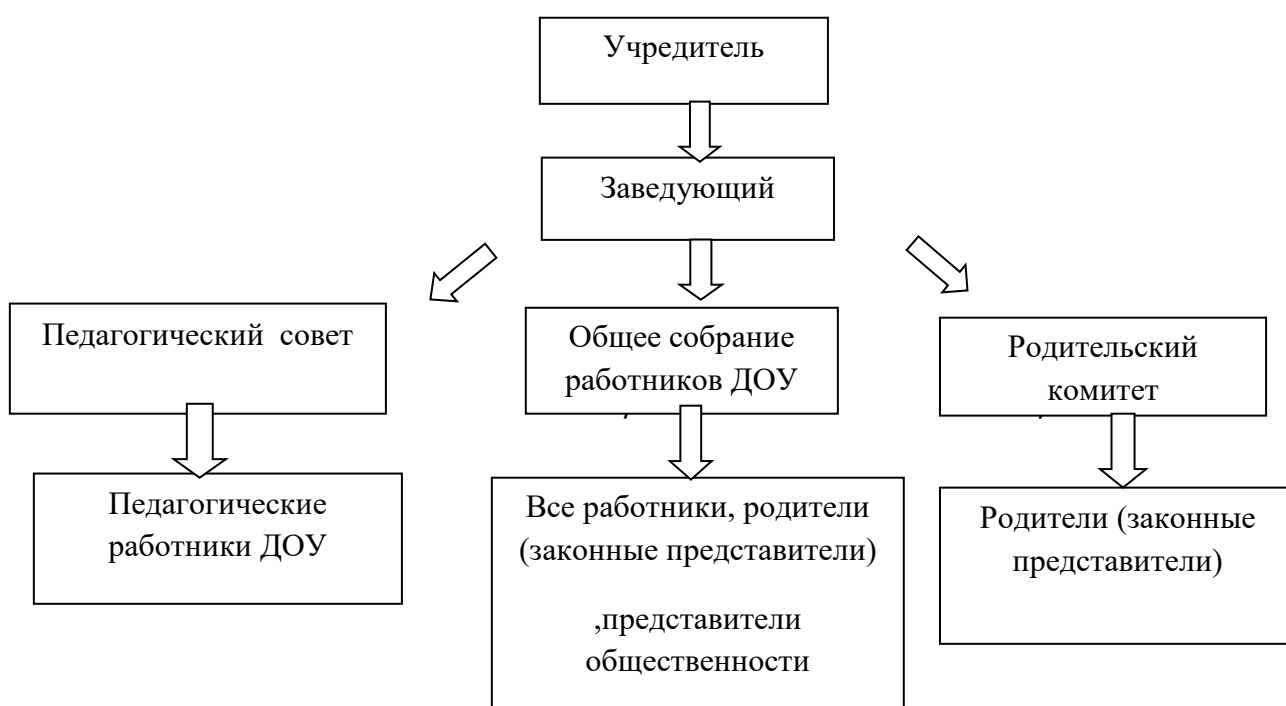 Учредитель
Заведующий
Педагогический совет
Общее собрание
работников ДОУ
Родительский
комитет
Педагогические
работники ДОУ
Все работники, родители
(законные представители)
,представители
общественности
Родители (законные
представители)